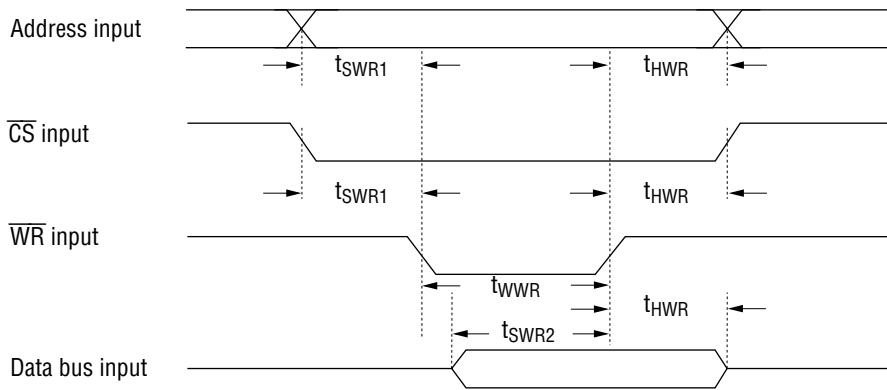 Address input
tSWR1 tHWR
CS input
tSWR1 tHWR
WR input
tWWR
tHWR
tSWR2
Data bus input